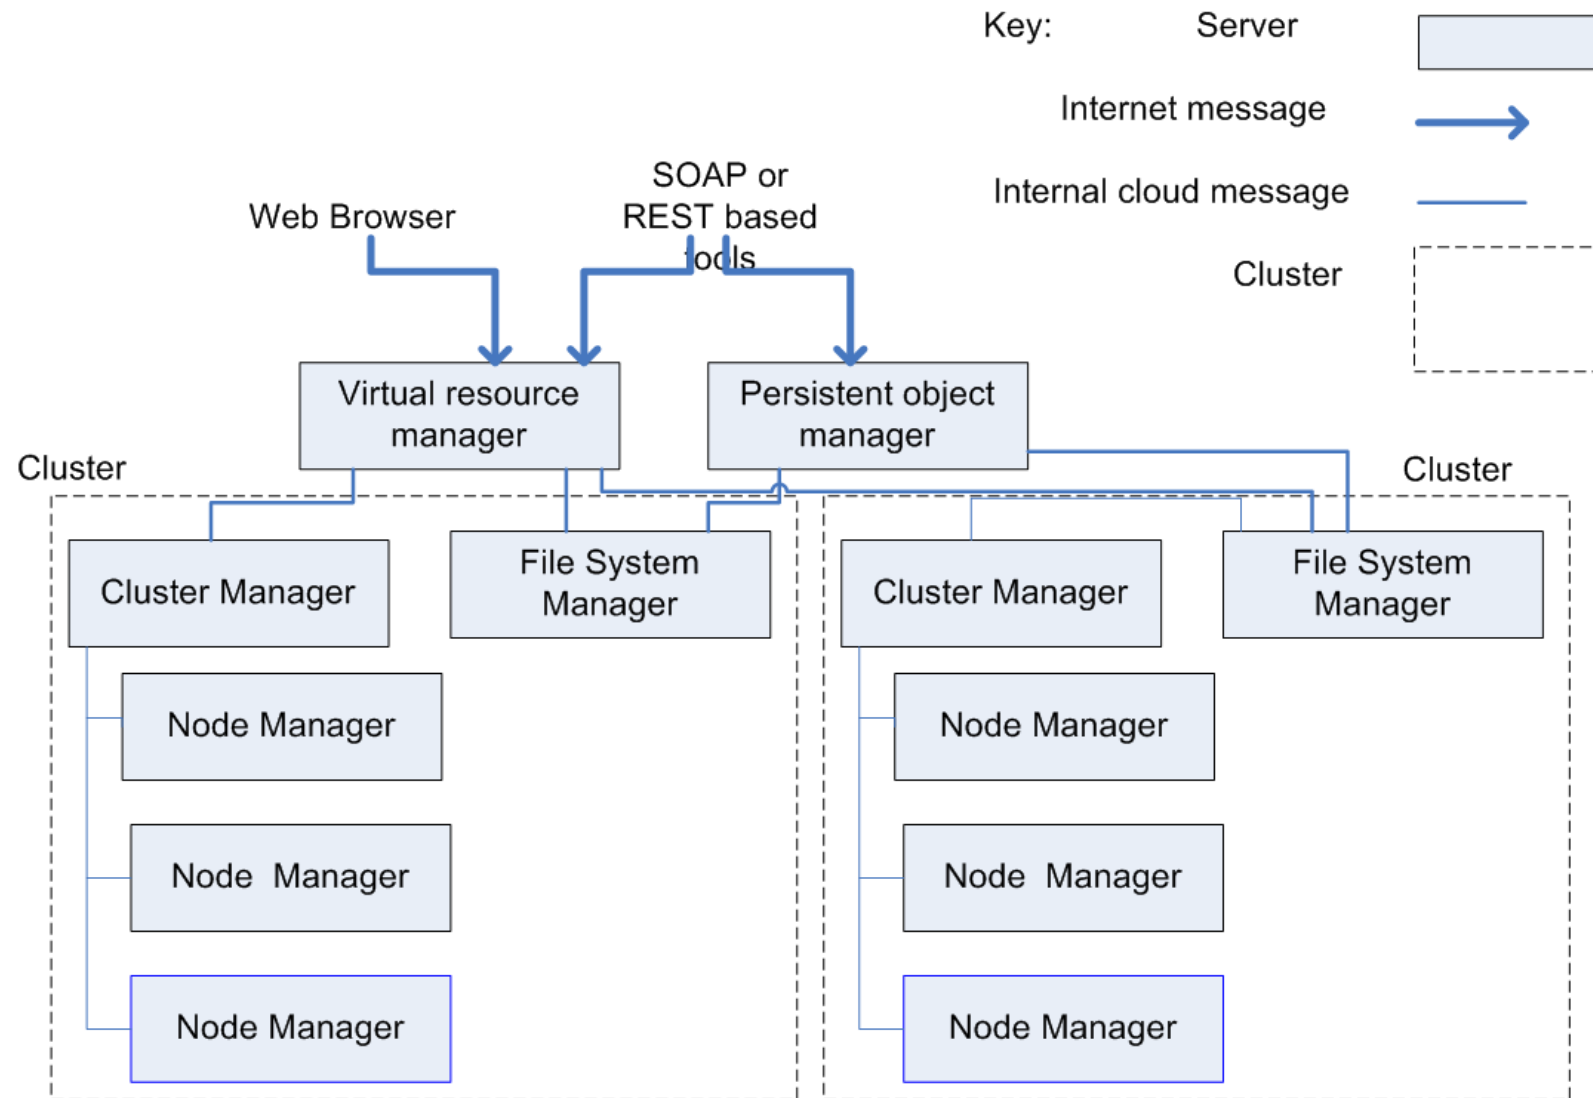 Key:
Server
Internet message
Internal cloud message
Cluster
Web Browser
SOAP or
REST based
tools
Virtual resource
manager
Persistent object
manager
Cluster
Cluster
Cluster Manager
File System
Manager
Cluster Manager
File System
Manager
Node Manager
Node Manager
Node  Manager
Node  Manager
Node Manager
Node Manager